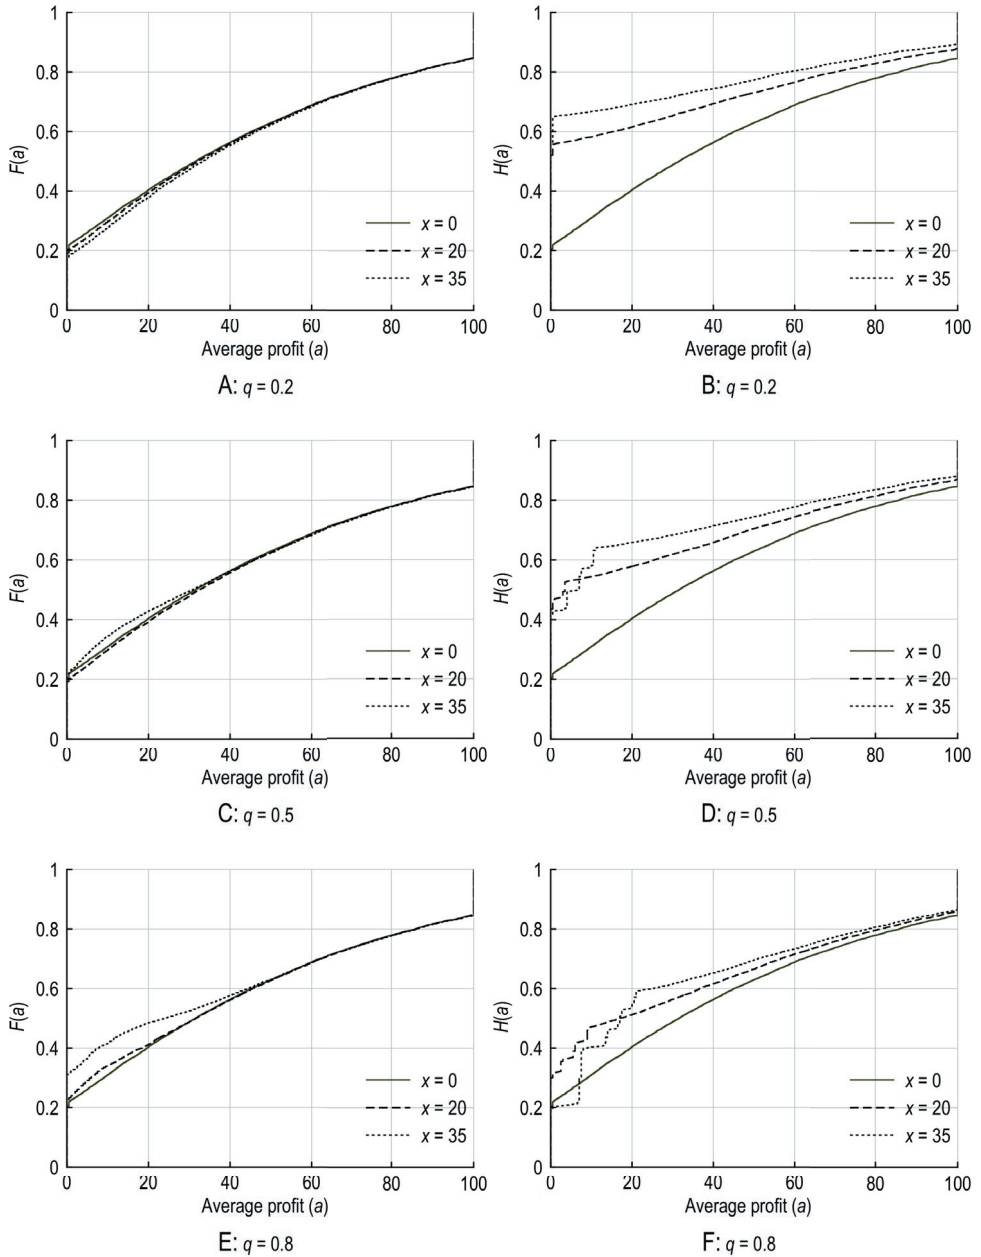 1
0.8
0.6
0.4
0.2
0
F(a)
x = 0
x = 20
x = 35
0 20 40 60 80 100
Average profit (a)
A: q = 0.2
1
0.8
0.6
0.4
0.2
0
H(a)
x = 0
x = 20
x = 35
0 20 40 60 80 100
Average profit (a)
B: q = 0.2
1
0.8
0.6
0.4
0.2
0
F(a)
x = 0
x = 20
x = 35
0 20 40 60 80 100
Average profit (a)
C: q = 0.5
1
0.8
0.6
0.4
0.2
0
H(a)
x = 0
x = 20
x = 35
0 20 40 60 80 100
Average profit (a)
D: q = 0.5
1
0.8
0.6
0.4
0.2
0
F(a)
x = 0
x = 20
x = 35
0 20 40 60 80 100
Average profit (a)
E: q = 0.8
1
0.8
0.6
0.4
0.2
0
H(a)
x = 0
x = 20
x = 35
0 20 40 60 80 100
Average profit (a)
F: q = 0.8